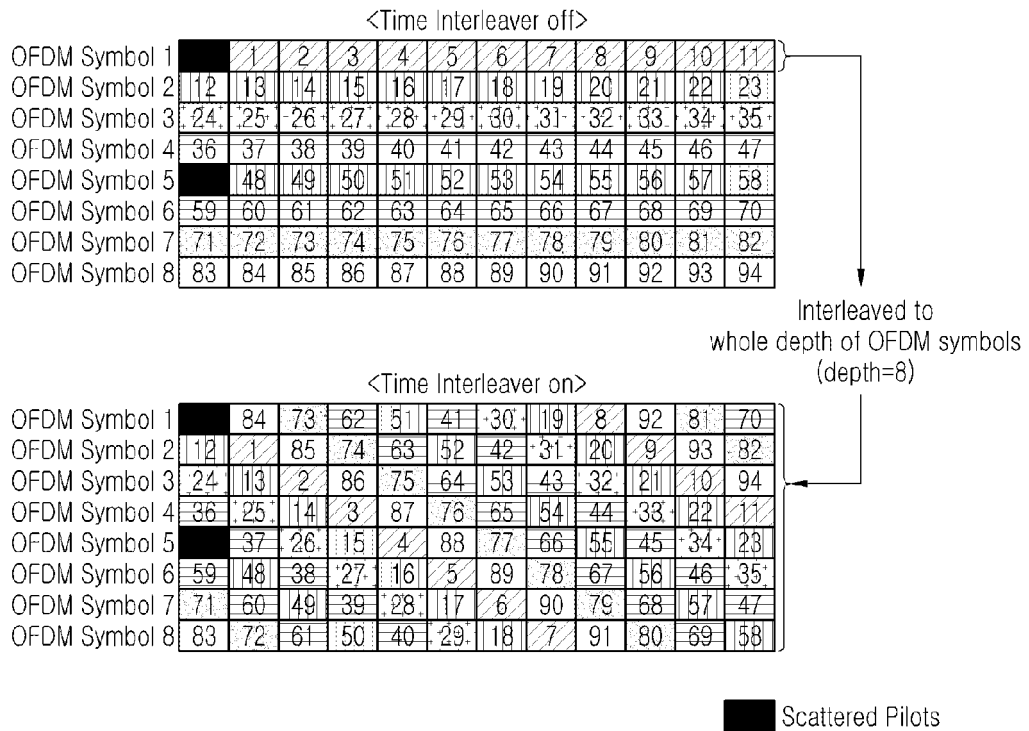 <Time Interleaver off>
OFDM Symbol 1 1 2 3 4 5 6 7 8 9 10 11
OFDM Symbol 2 12 13 14 15 16 17 18 19 20 21 22 23
OFDM Symbol 3 24 25 26 27 28 29 30 31 32 33 34 35
OFDM Symbol 4 36 37 38 39 40 41 42 43 44 45 46 47
OFDM Symbol 5 48 49 50 51 52 53 54 55 56 57 58
OFDM Symbol 6 59 60 61 62 63 64 65 66 67 68 69 70
OFDM Symbol 7 71 72 73 74 75 76 77 78 79 80 81 82
OFDM Symbol 8 83 84 85 86 87 88 89 90 91 92 93 94
Interleaved to
whole depth of OFDM symbols
(depth=8)
<Time Interleaver on>
OFDM Symbol 1 84 73 62 51 41 30 19 8 92 81 70
OFDM Symbol 2 12 1 85 74 63 52 42 31 20 9 93 82
OFDM Symbol 3 24 13 2 86 75 64 53 43 32 21 10 94
OFDM Symbol 4 36 25 14 3 87 76 65 54 44 33 22 11
OFDM Symbol 5 37 26 15 4 88 77 66 55 45 34 23
OFDM Symbol 6 59 48 38 27 16 5 89 78 67 56 46 35
OFDM Symbol 7 71 60 49 39 28 17 6 90 79 68 57 47
OFDM Symbol 8 83 72 61 50 40 29 18 7 91 80 69 58
Scattered Pilots